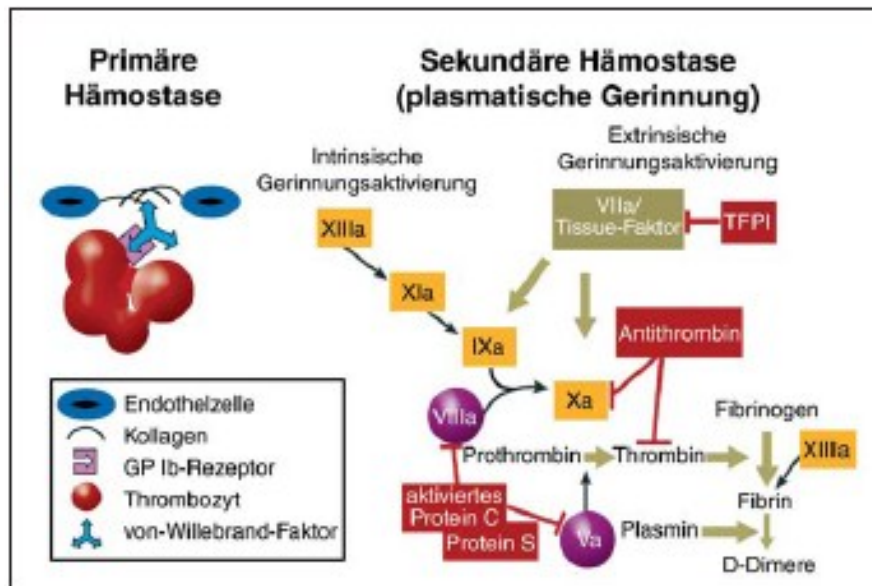 Primäre
Hämostase
Sekundäre Hämostase
(plasmatische Gerinnung)
Intrinsische
Gerinnungsaktivierung
Extrinsische
Gerinnungsaktivierung
XIIIa
VIIa/
Tissue-Faktor
TFPI
XIa
IXa
Antithrombin
VIIIa
Xa
Fibrinogen
Prothrombin
Thrombin
XIIIa
aktiviertes
Protein C
Protein S
Va
Plasmin
Fibrin
D-Dimere
Endothelzelle
Kollagen
GP Ib-Rezeptor
Thrombozyt
von-Willebrand-Faktor